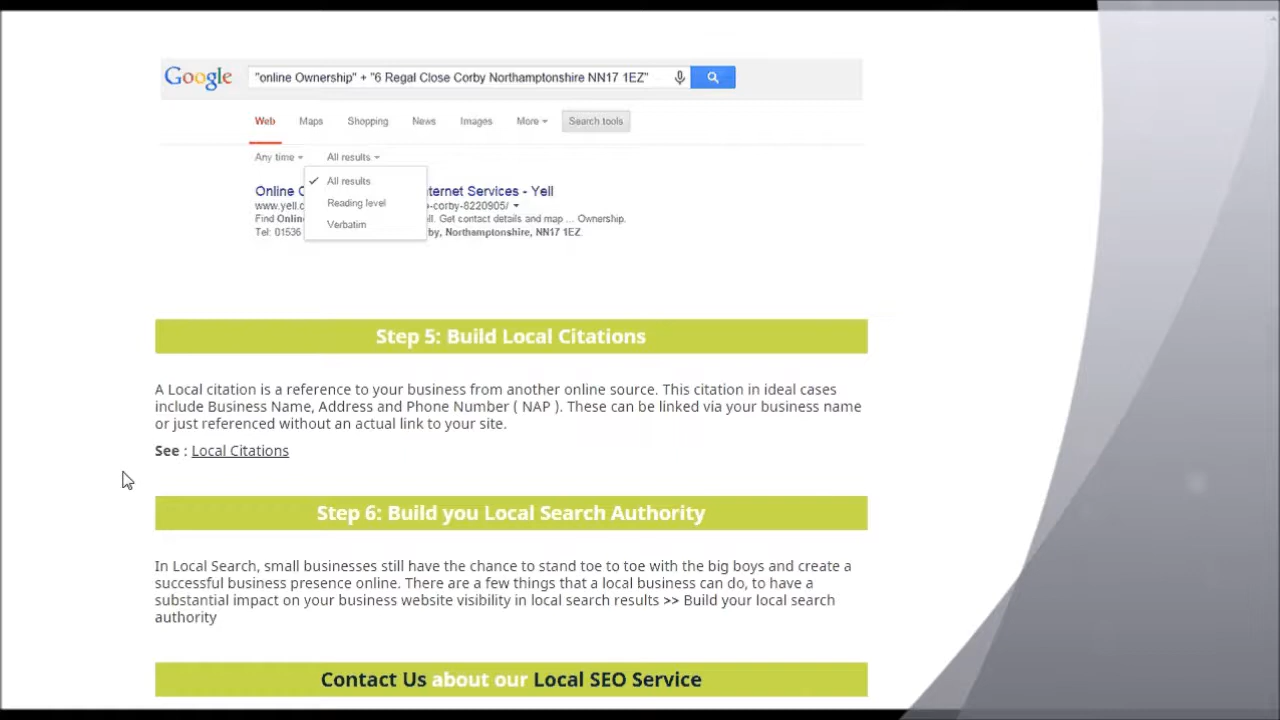 Google "online Ownership" + "6 Regal Close Corby Northamptonshire NN17 1EZ"
Web Maps Shopping News Images More Search tools
Any time All results
All results
Reading level
Verbatim
Online ternet Services - Yell
www.yell.c -corby-8220905/
Find Onlin ell. Get contact details and map ... Ownership.
Tel: 01536 by, Northamptonshire, NN17 1EZ.
Step 5: Build Local Citations
A Local citation is a reference to your business from another online source. This citation in ideal cases
include Business Name, Address and Phone Number ( NAP ). These can be linked via your business name
or just referenced without an actual link to your site.
See : Local Citations
Step 6: Build you Local Search Authority
In Local Search, small businesses still have the chance to stand toe to toe with the big boys and create a
successful business presence online. There are a few things that a local business can do, to have a
substantial impact on your business website visibility in local search results >> Build your local search
authority
Contact Us about our Local SEO Service